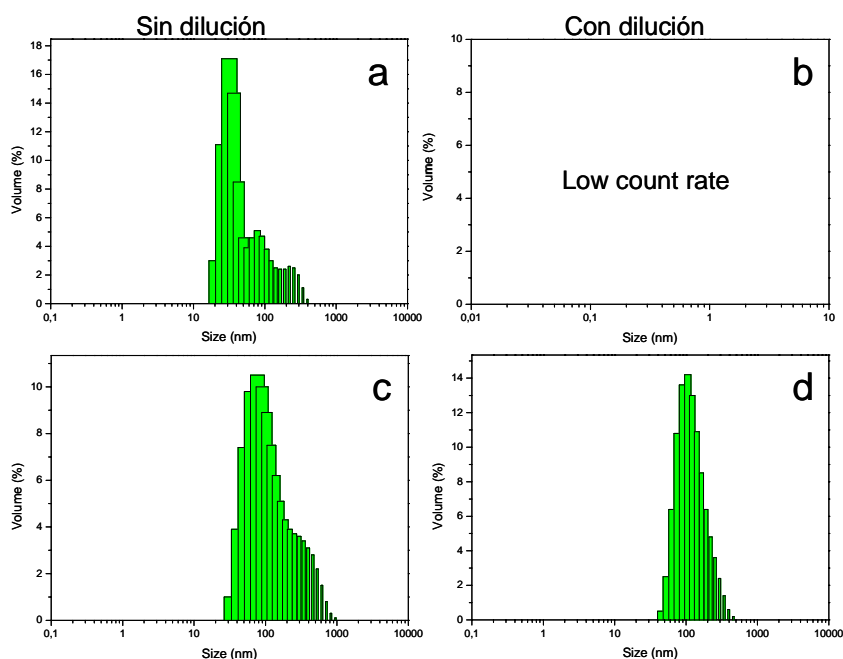 Sin dilución
Con dilución
a
18
16
14
12
10
8
6
4
2
0
Volume (%)
0,1 1 10 100 1000 10000
Size (nm)
b
10
8
6
4
2
0
Volume (%)
Low count rate
0,01 0,1 1 10
Size (nm)
c
10
8
6
4
2
0
Volume (%)
0,1 1 10 100 1000 10000
Size (nm)
d
14
12
10
8
6
4
2
0
Volume (%)
0,1 1 10 100 1000 10000
Size (nm)